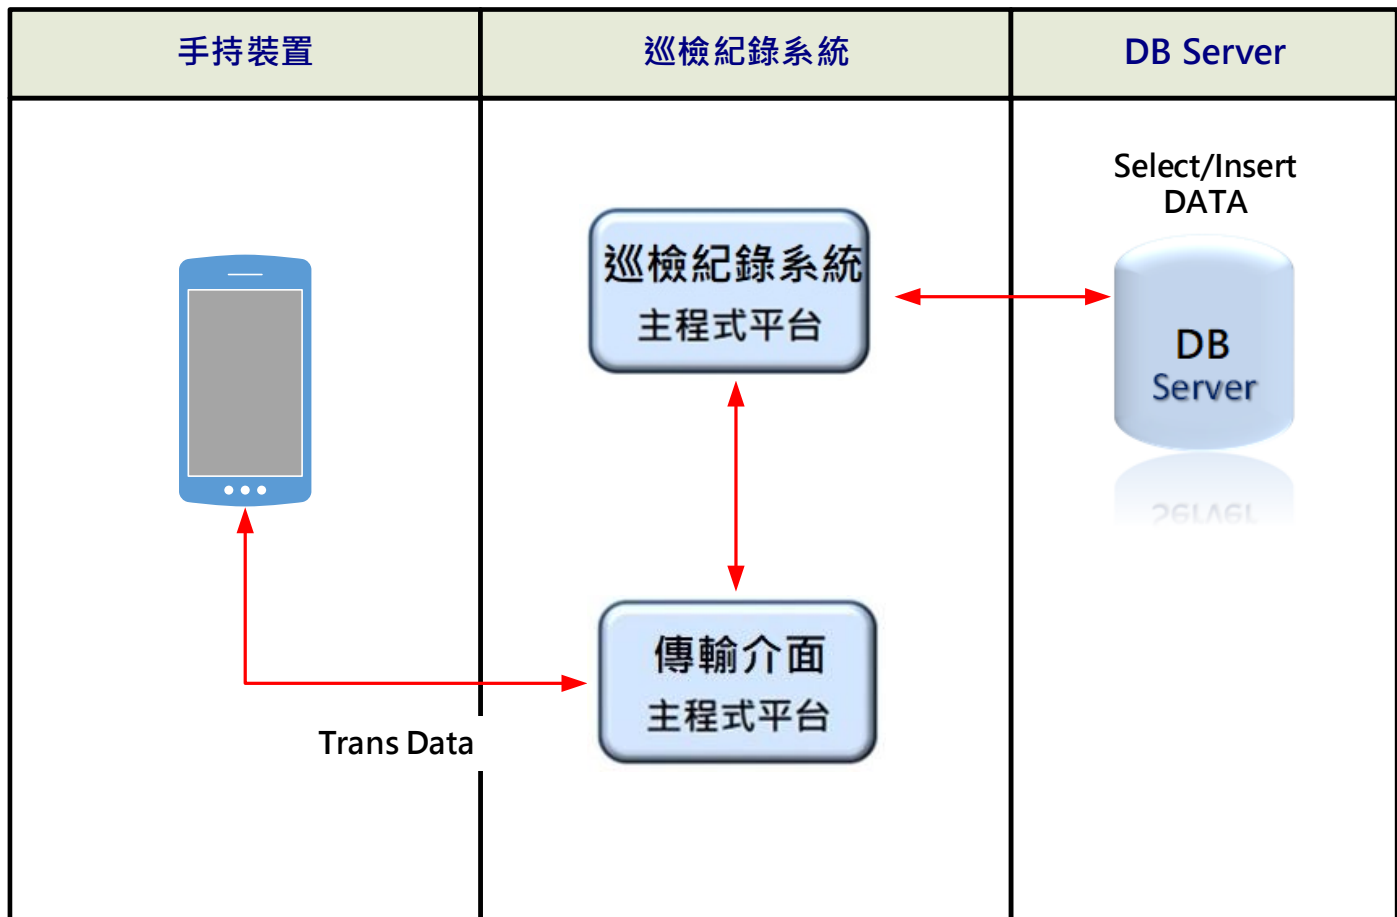 手持裝置
巡檢紀錄系統
DB Server
Select/Insert
DATA
巡檢紀錄系統
主程式平台
DB
Server
傳輸介面
主程式平台
Trans Data